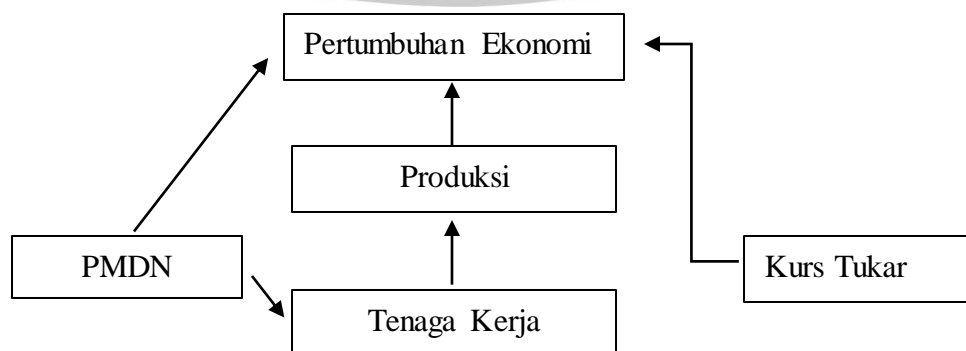 Pertumbuhan Ekonomi
Produksi
PMDN
Kurs Tukar
Tenaga Kerja